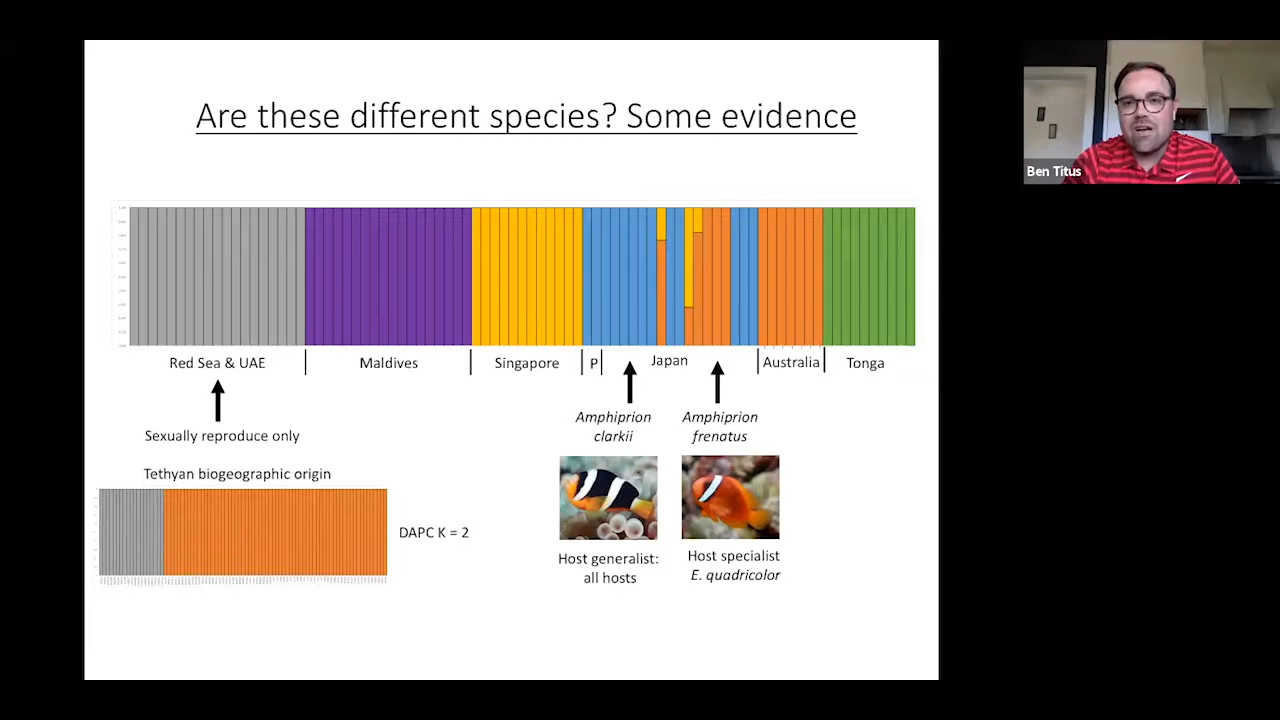 Are these different species? Some evidence
Ben Titus
Red Sea & UAE
Maldives
Singapore
P
Japan
Australia
Tonga
Sexually reproduce only
Amphiprion
clarkii
Amphiprion
frenatus
Tethyan biogeographic origin
DAPC K = 2
Host generalist:
all hosts
Host specialist
E. quadricolor